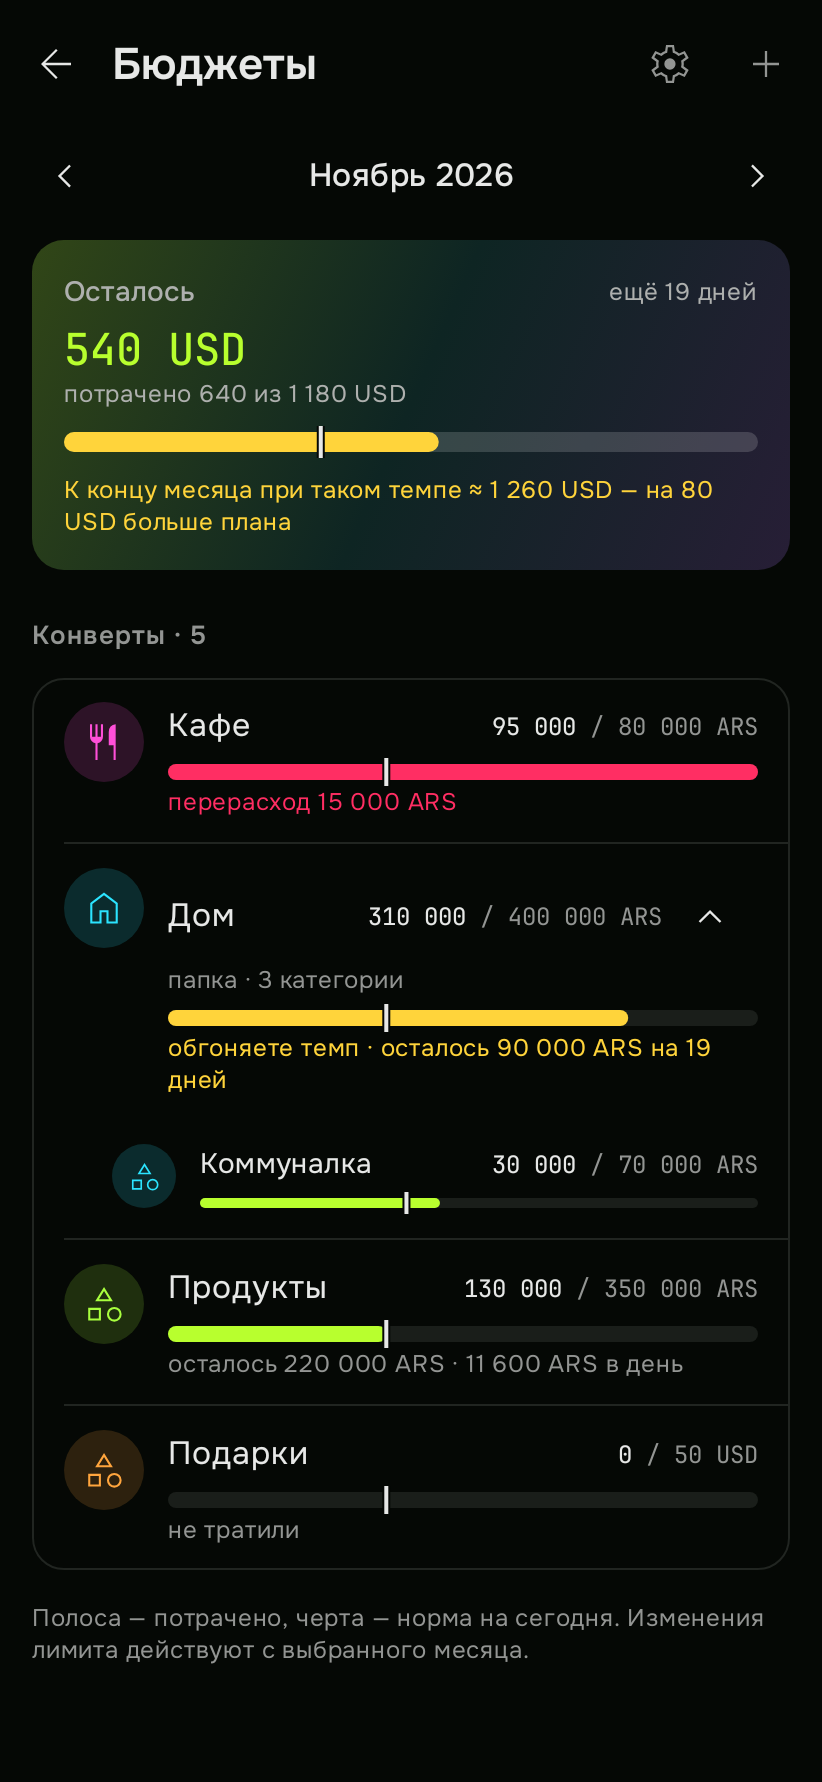 Бюджеты
Ноябрь 2026
Осталось
ещё 19 дней
540 USD
потрачено 640 из 1 180 USD
К концу месяца при таком темпе ≈ 1 260 USD — на 80
USD больше плана
Конверты · 5
Кафе 95 000 / 80 000 ARS
перерасход 15 000 ARS
Дом 310 000 / 400 000 ARS
папка · 3 категории
обгоняете темп · осталось 90 000 ARS на 19
дней
Коммуналка 30 000 / 70 000 ARS
Продукты 130 000 / 350 000 ARS
осталось 220 000 ARS · 11 600 ARS в день
Подарки 0 / 50 USD
не тратили
Полоса — потрачено, черта — норма на сегодня. Изменения
лимита действуют с выбранного месяца.